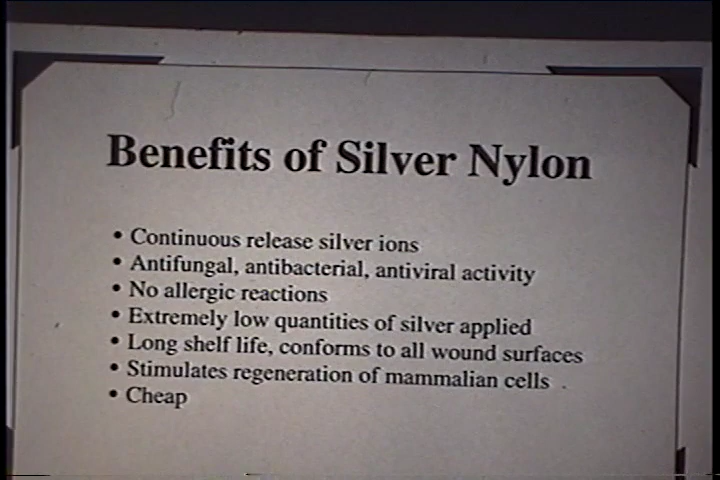 Benefits of Silver Nylon
• Continuous release silver ions
• Antifungal, antibacterial, antiviral activity
• No allergic reactions
• Extremely low quantities of silver applied
• Long shelf life, conforms to all wound surfaces
• Stimulates regeneration of mammalian cells
• Cheap